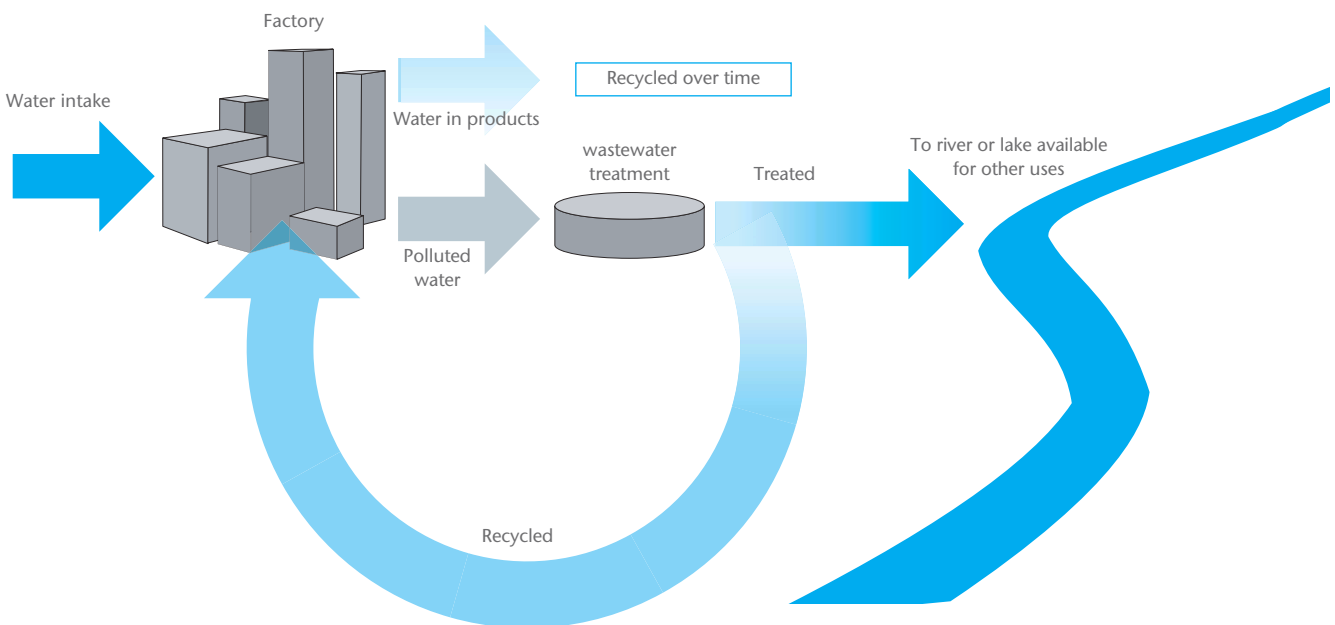 Factory
Water intake
Recycled over time
Water in products
wastewater
treatment
Treated
To river or lake available
for other uses
Polluted
water
Recycled